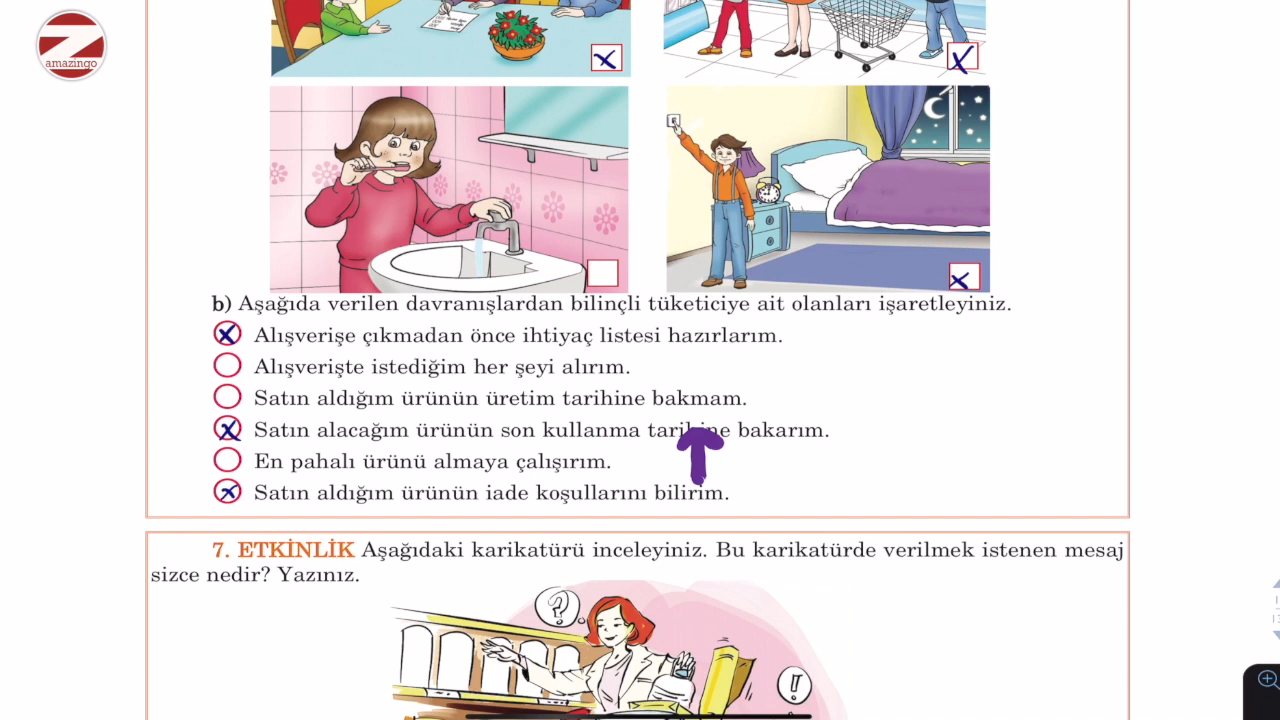 amazingo
b) Aşağıda verilen davranışlardan bilinçli tüketiciye ait olanları işaretleyiniz.
Alışverişe çıkmadan önce ihtiyaç listesi hazırlarım.
Alışverişte istediğim her şeyi alırım.
Satın aldığım ürünün üretim tarihine bakmam.
Satın alacağım ürünün son kullanma tarihine bakarım.
En pahalı ürünü almaya çalışırım.
Satın aldığım ürünün iade koşullarını bilirim.
7. ETKİNLİK Aşağıdaki karikatürü inceleyiniz. Bu karikatürde verilmek istenen mesaj
sizce nedir? Yazınız.
?
!